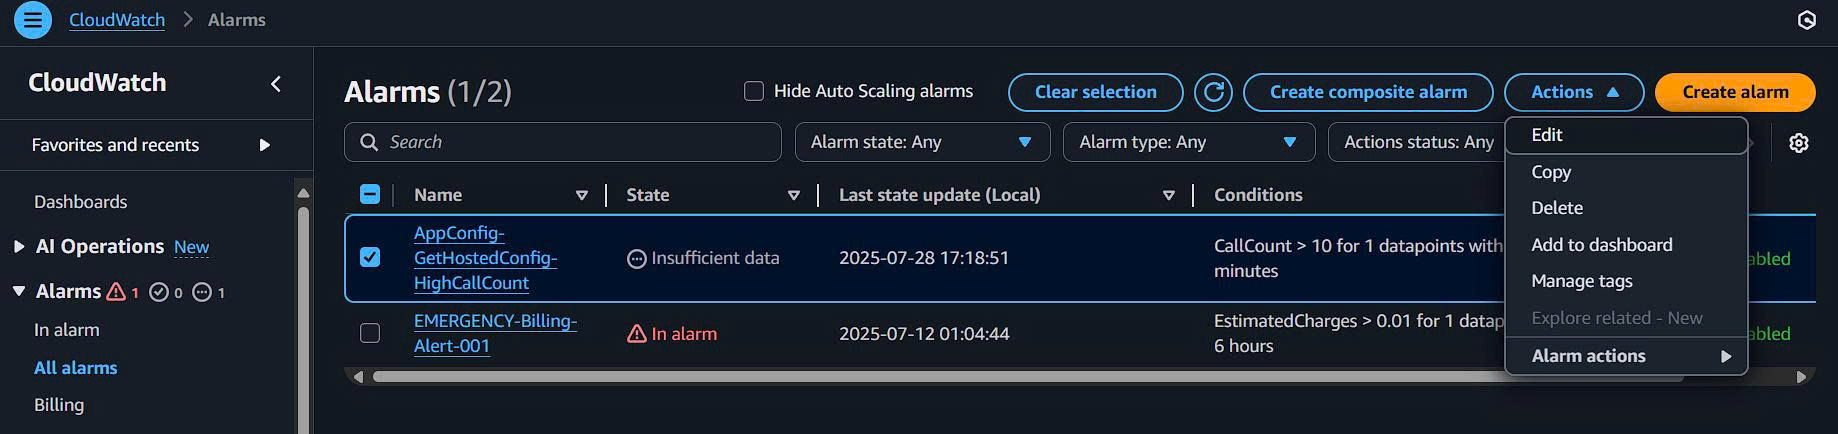 CloudWatch > Alarms
CloudWatch
Favorites and recents
Dashboards
AI Operations New
Alarms 1 0 1
In alarm
All alarms
Billing
Alarms (1/2)
Hide Auto Scaling alarms
Clear selection
Create composite alarm
Actions
Create alarm
Search
Alarm state: Any
Alarm type: Any
Actions status: Any
Name
State
Last state update (Local)
Conditions
AppConfig-
GetHostedConfig-
HighCallCount
Insufficient data
2025-07-28 17:18:51
CallCount > 10 for 1 datapoints with
minutes
abled
EMERGENCY-Billing-
Alert-001
In alarm
2025-07-12 01:04:44
EstimatedCharges > 0.01 for 1 datap
6 hours
abled
Edit
Copy
Delete
Add to dashboard
Manage tags
Explore related - New
Alarm actions